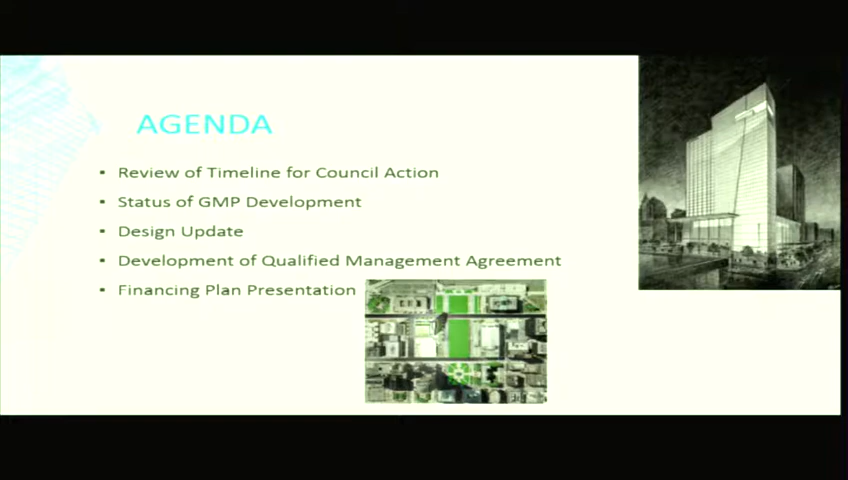 AGENDA
▪ Review of Timeline for Council Action
▪ Status of GMP Development
▪ Design Update
▪ Development of Qualified Management Agreement
▪ Financing Plan Presentation